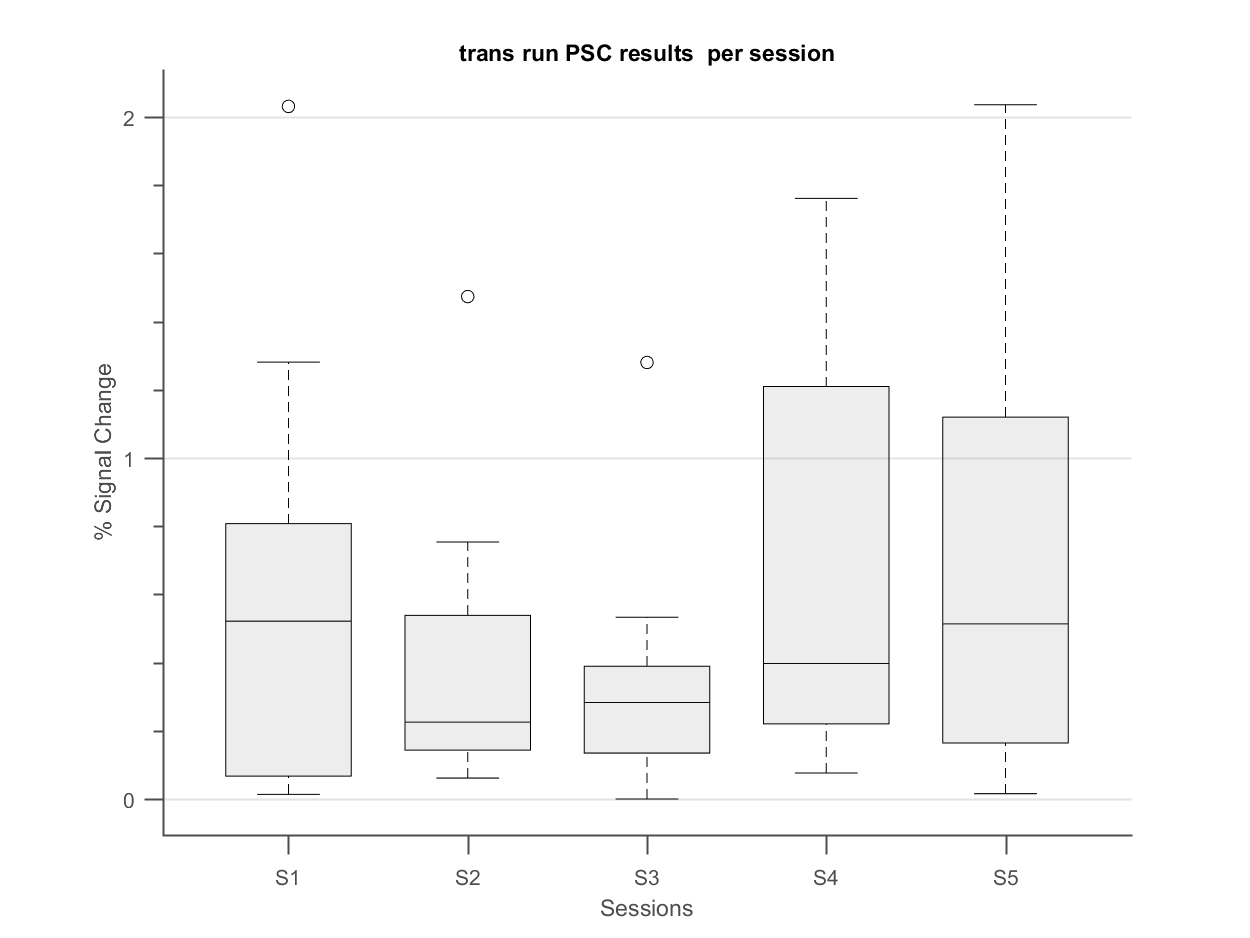 trans run PSC results  per session
2
1
0
% Signal Change
S1 S2 S3 S4 S5
Sessions